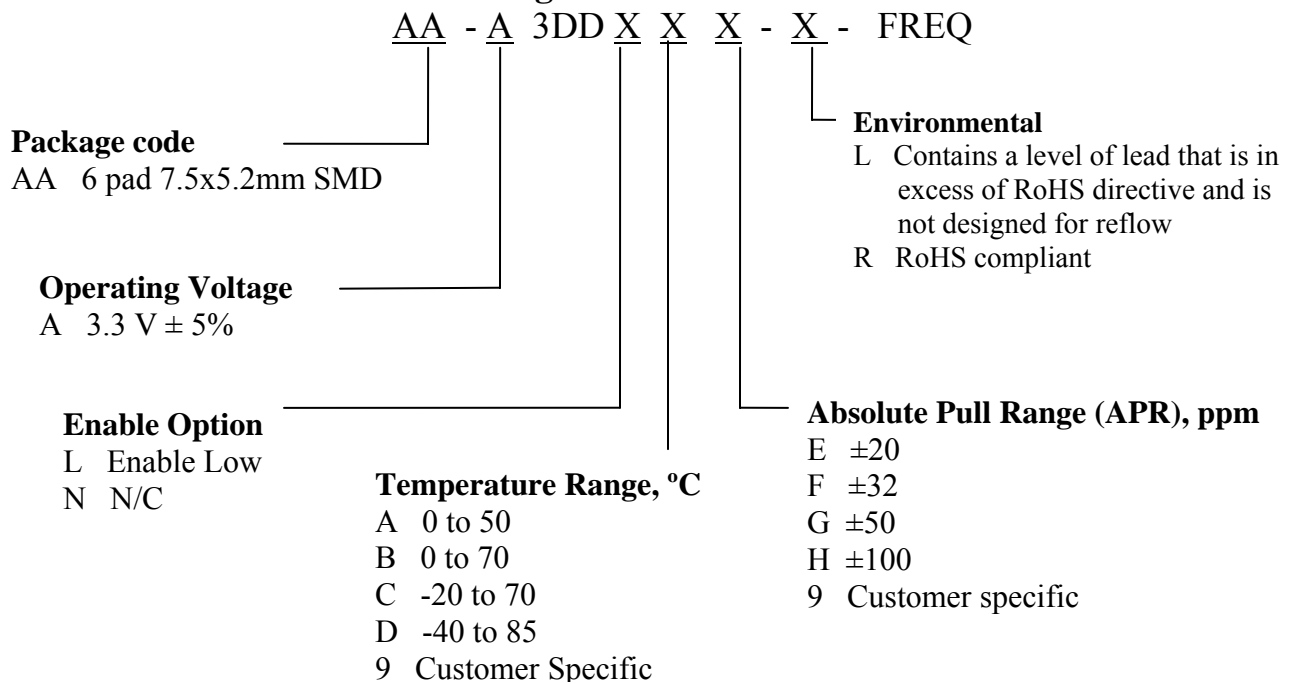 AA - A 3DD X X X - X - FREQ
Package code
AA 6 pad 7.5x5.2mm SMD
Operating Voltage
A 3.3 V ± 5%
Enable Option
L Enable Low
N N/C
Temperature Range, ºC
A 0 to 50
B 0 to 70
C -20 to 70
D -40 to 85
9 Customer Specific
Absolute Pull Range (APR), ppm
E ±20
F ±32
G ±50
H ±100
9 Customer specific
Environmental
L Contains a level of lead that is in
excess of RoHS directive and is
not designed for reflow
R RoHS compliant